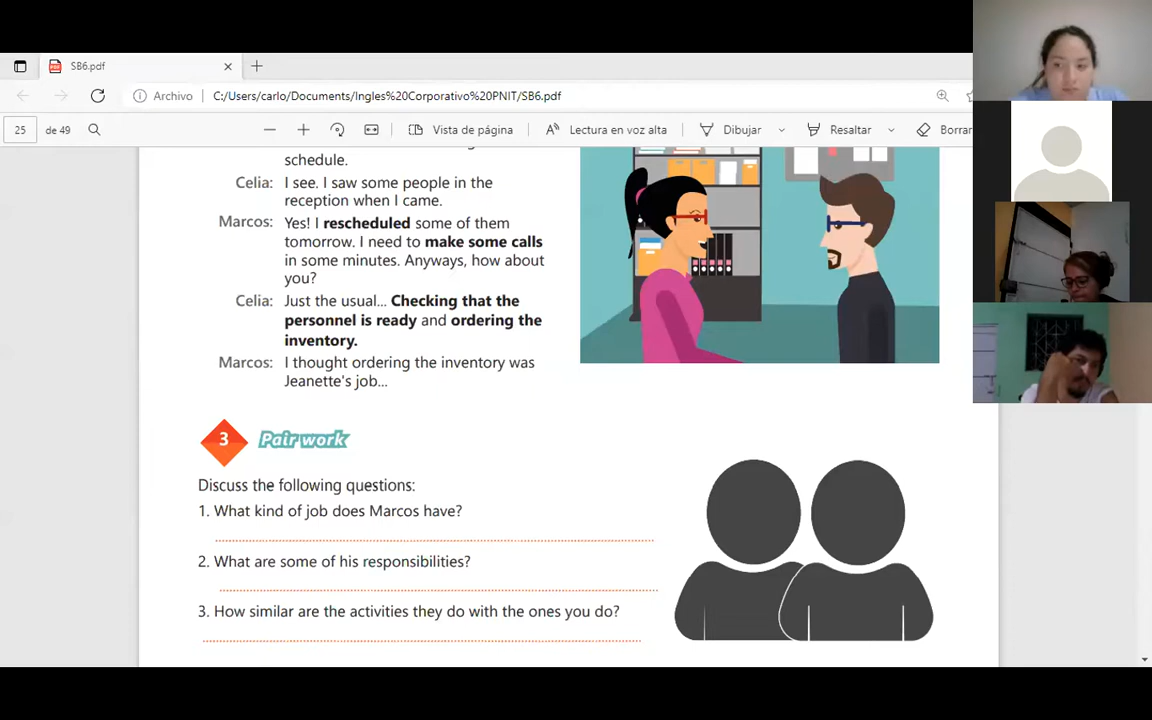 SB6.pdf
Archivo
C:/Users/carlo/Documents/Ingles%20Corporativo%20PNIT/SB6.pdf
25 de 49
Vista de página
Lectura en voz alta
Dibujar
Resaltar
Borrar
schedule.
Celia: I see. I saw some people in the
reception when I came.
Marcos: Yes! I rescheduled some of them
tomorrow. I need to make some calls
in some minutes. Anyways, how about
you?
Celia: Just the usual... Checking that the
personnel is ready and ordering the
inventory.
Marcos: I thought ordering the inventory was
Jeanette's job...
3 Pair work
Discuss the following questions:
1. What kind of job does Marcos have?
2. What are some of his responsibilities?
3. How similar are the activities they do with the ones you do?